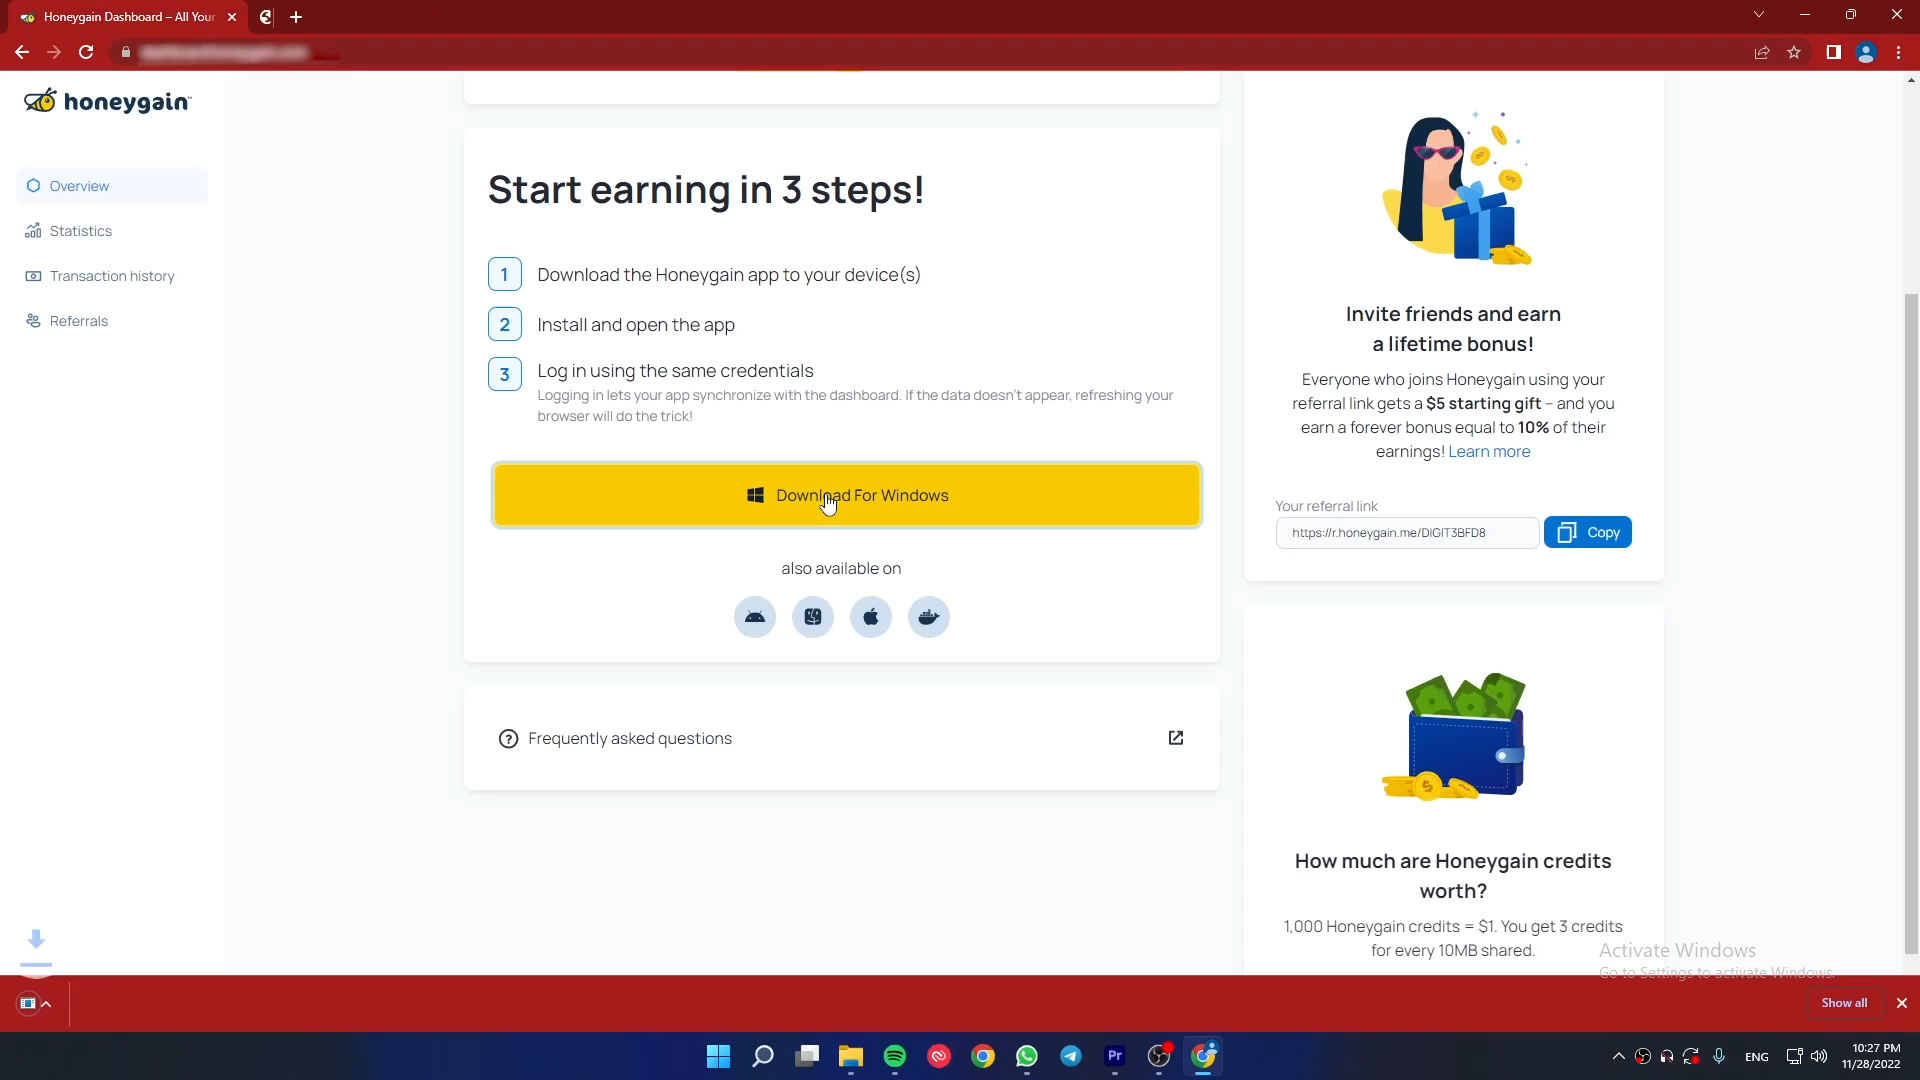 Honeygain Dashboard – All Your
honeygain
Overview
Statistics
Transaction history
Referrals
Start earning in 3 steps!
1 Download the Honeygain app to your device(s)
2 Install and open the app
3 Log in using the same credentials
Logging in lets your app synchronize with the dashboard. If the data doesn't appear, refreshing your
browser will do the trick!
Download For Windows
also available on
Frequently asked questions
Invite friends and earn
a lifetime bonus!
Everyone who joins Honeygain using your
referral link gets a $5 starting gift – and you
earn a forever bonus equal to 10% of their
earnings! Learn more
Your referral link
https://r.honeygain.me/DIGIT3BFD8
Copy
How much are Honeygain credits
worth?
1,000 Honeygain credits = $1. You get 3 credits
for every 10MB shared.
Activate Windows
Go to Settings to activate Windows.
Show all
Pr
ENG
10:27 PM
11/28/2022